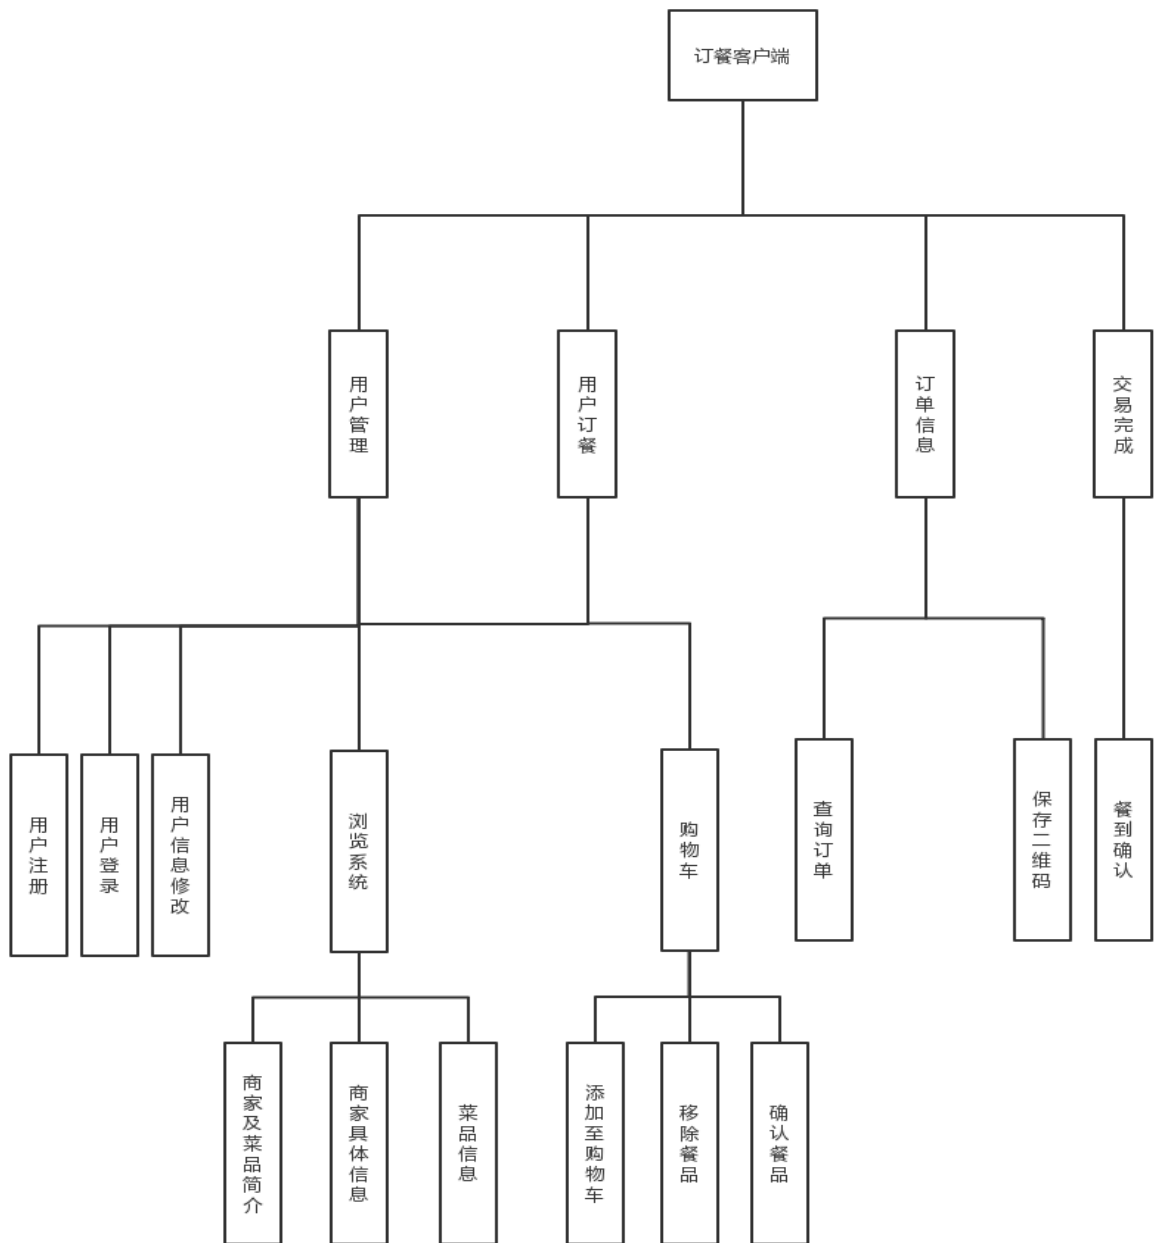 订餐客户端
用户管理
用户订餐
订单信息
交易完成
用户注册
用户登录
用户信息修改
浏览系统
购物车
查询订单
保存二维码
餐到确认
商家及菜品简介
商家具体信息
菜品信息
添加至购物车
移除餐品
确认餐品